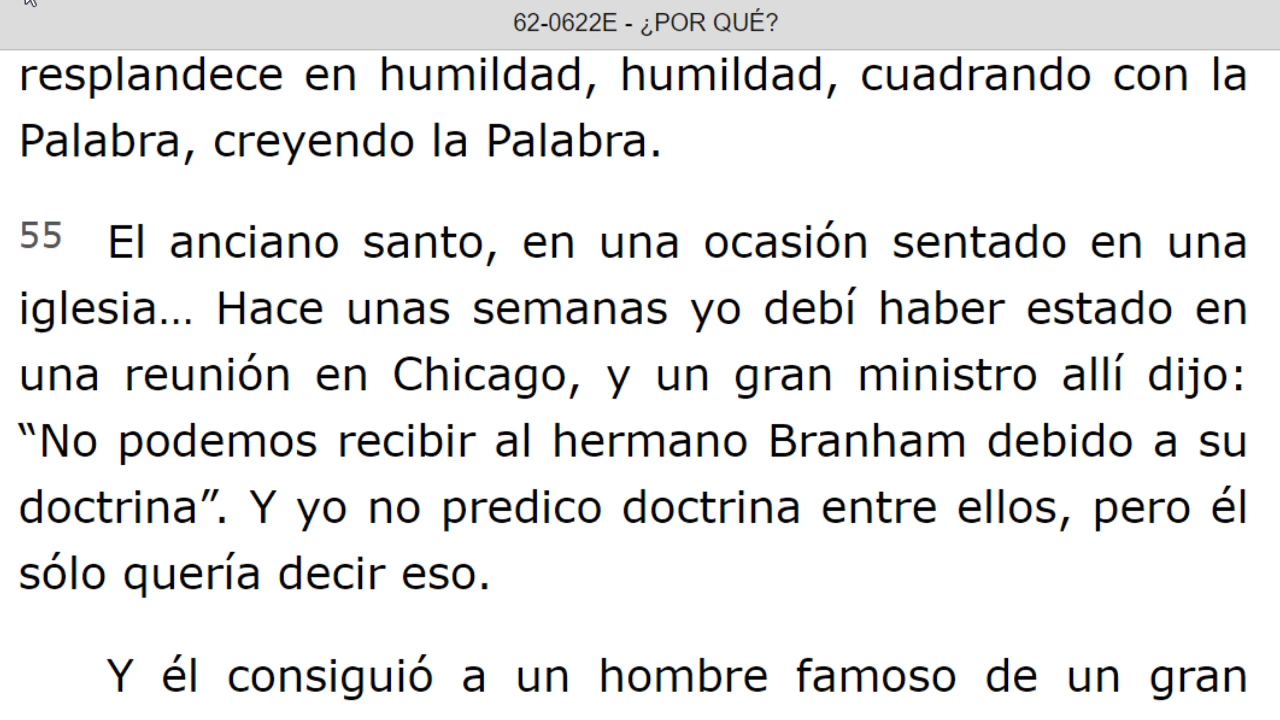 62-0622E - ¿POR QUÉ?
resplandece en humildad, humildad, cuadrando con la
Palabra, creyendo la Palabra.
55 El anciano santo, en una ocasión sentado en una
iglesia... Hace unas semanas yo debí haber estado en
una reunión en Chicago, y un gran ministro allí dijo:
“No podemos recibir al hermano Branham debido a su
doctrina”. Y yo no predico doctrina entre ellos, pero él
sólo quería decir eso.
Y él consiguió a un hombre famoso de un gran